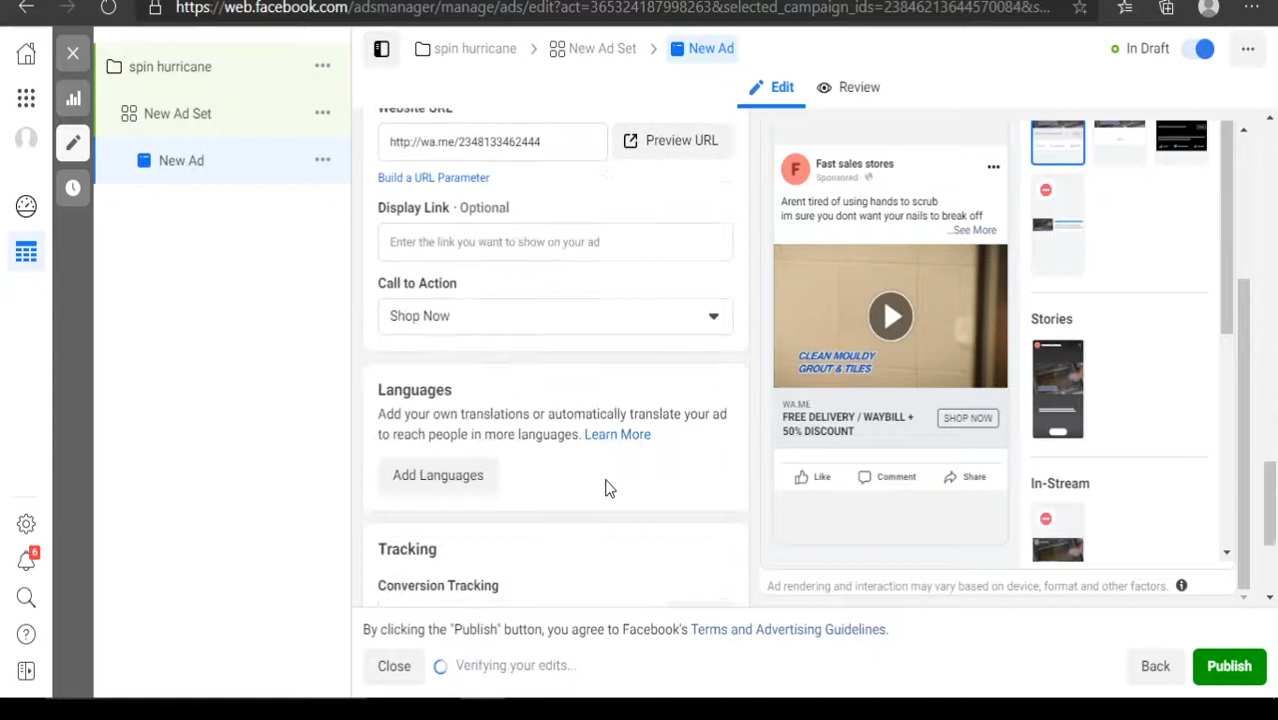 https://web.facebook.com/adsmanager/manage/ads/edit?act=365324187998263&selected_campaign_ids=23846213644570084&s...
spin hurricane
New Ad Set
New Ad
6
spin hurricane > New Ad Set > New Ad
In Draft
Edit
Review
Website URL
http://wa.me/2348133462444
Preview URL
Build a URL Parameter
Display Link · Optional
Enter the link you want to show on your ad
Call to Action
Shop Now
Languages
Add your own translations or automatically translate your ad
to reach people in more languages. Learn More
Add Languages
Tracking
Conversion Tracking
F
Fast sales stores
Sponsored ·
Arent tired of using hands to scrub
im sure you dont want your nails to break off
...See More
CLEAN MOULDY
GROUT & TILES
WA.ME
FREE DELIVERY / WAYBILL +
50% DISCOUNT
SHOP NOW
Like
Comment
Share
Stories
In-Stream
Ad rendering and interaction may vary based on device, format and other factors.
By clicking the "Publish" button, you agree to Facebook's Terms and Advertising Guidelines.
Close
Verifying your edits...
Back
Publish